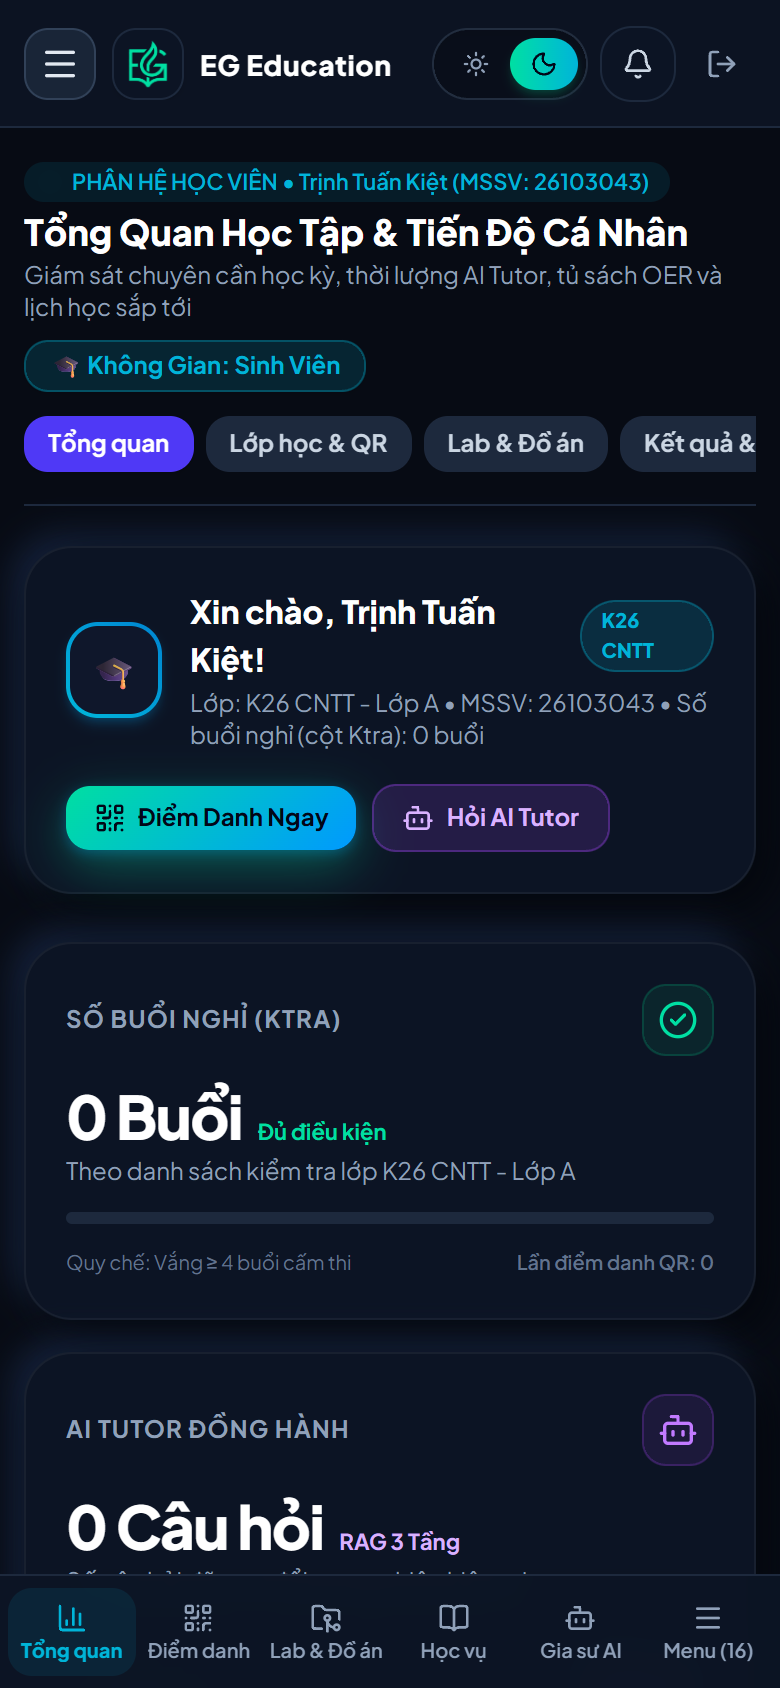 EG Education
PHÂN HỆ HỌC VIÊN • Trịnh Tuấn Kiệt (MSSV: 26103043)
Tổng Quan Học Tập & Tiến Độ Cá Nhân
Giám sát chuyên cần học kỳ, thời lượng AI Tutor, tủ sách OER và
lịch học sắp tới
Không Gian: Sinh Viên
Tổng quan
Lớp học & QR
Lab & Đồ án
Kết quả &
Xin chào, Trịnh Tuấn
Kiệt!
K26
CNTT
Lớp: K26 CNTT - Lớp A • MSSV: 26103043 • Số
buổi nghỉ (cột Ktra): 0 buổi
Điểm Danh Ngay
Hỏi AI Tutor
SỐ BUỔI NGHỈ (KTRA)
0 Buổi Đủ điều kiện
Theo danh sách kiểm tra lớp K26 CNTT - Lớp A
Quy chế: Vắng ≥ 4 buổi cấm thi
Lần điểm danh QR: 0
AI TUTOR ĐỒNG HÀNH
0 Câu hỏi RAG 3 Tầng
Tổng quan
Điểm danh
Lab & Đồ án
Học vụ
Gia sư AI
Menu (16)